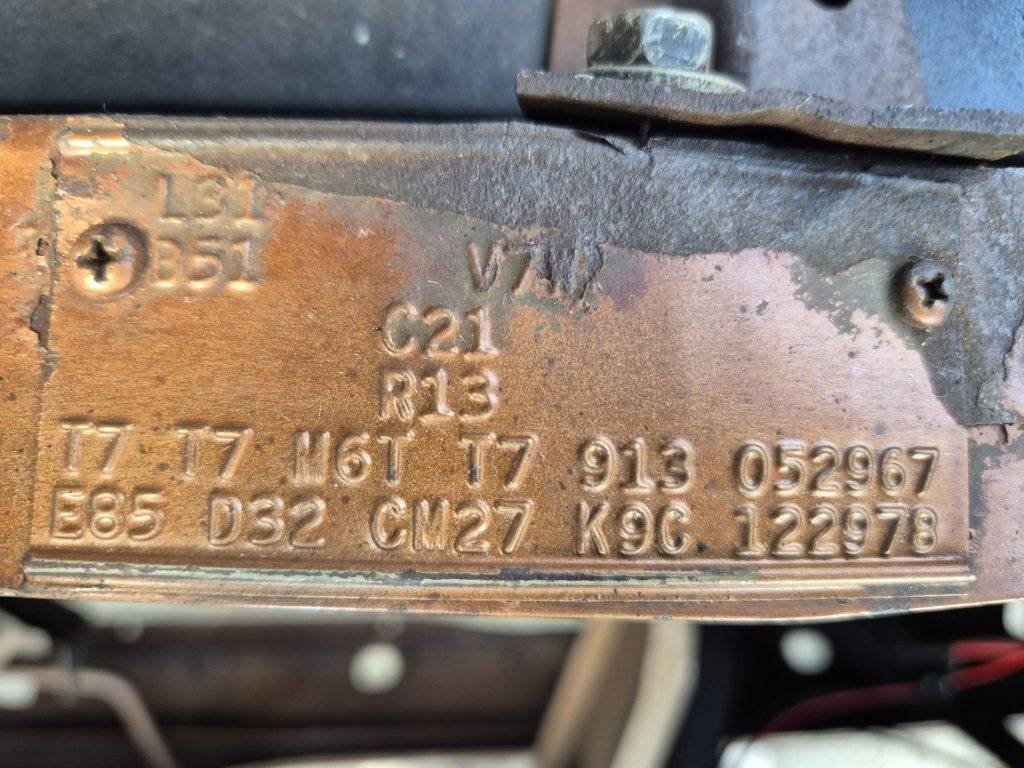 L31
B51
V7
C21
R13
T7 T7 M6T T7 913 052967
E85 D32 CM27 K9C 122978